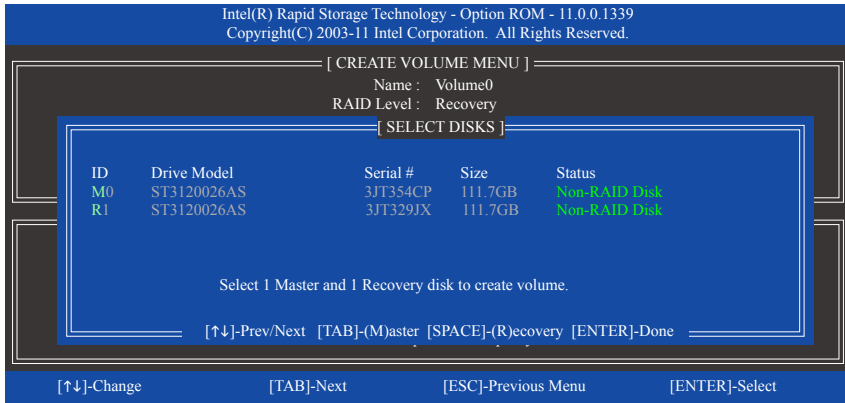 Intel(R) Rapid Storage Technology - Option ROM - 11.0.0.1339
Copyright(C) 2003-11 Intel Corporation.  All Rights Reserved.
[ CREATE VOLUME MENU ]
Name :  Volume0
RAID Level :  Recovery
[ SELECT DISKS ]
ID  Drive Model  Serial #  Size  Status
M0  ST3120026AS  3JT354CP  111.7GB  Non-RAID Disk
R1  ST3120026AS  3JT329JX  111.7GB  Non-RAID Disk
Select 1 Master and 1 Recovery disk to create volume.
[↑↓]-Prev/Next  [TAB]-(M)aster  [SPACE]-(R)ecovery  [ENTER]-Done
[↑↓]-Change  [TAB]-Next  [ESC]-Previous Menu  [ENTER]-Select